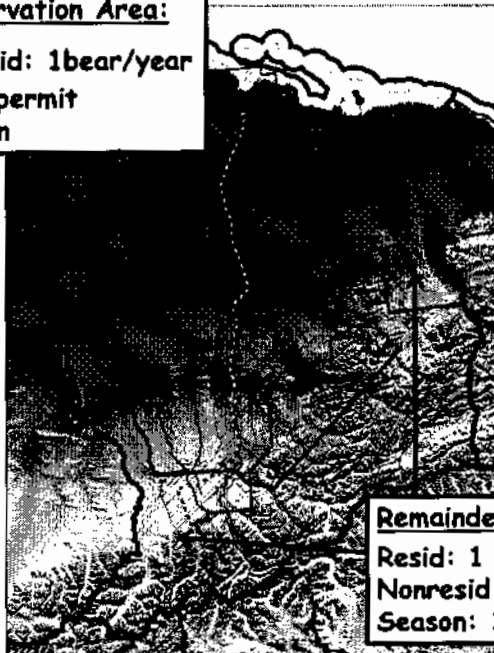 rvation Area:
id: 1bear/year
permit
n
Remainde
Resid: 1
Nonresid
Season: